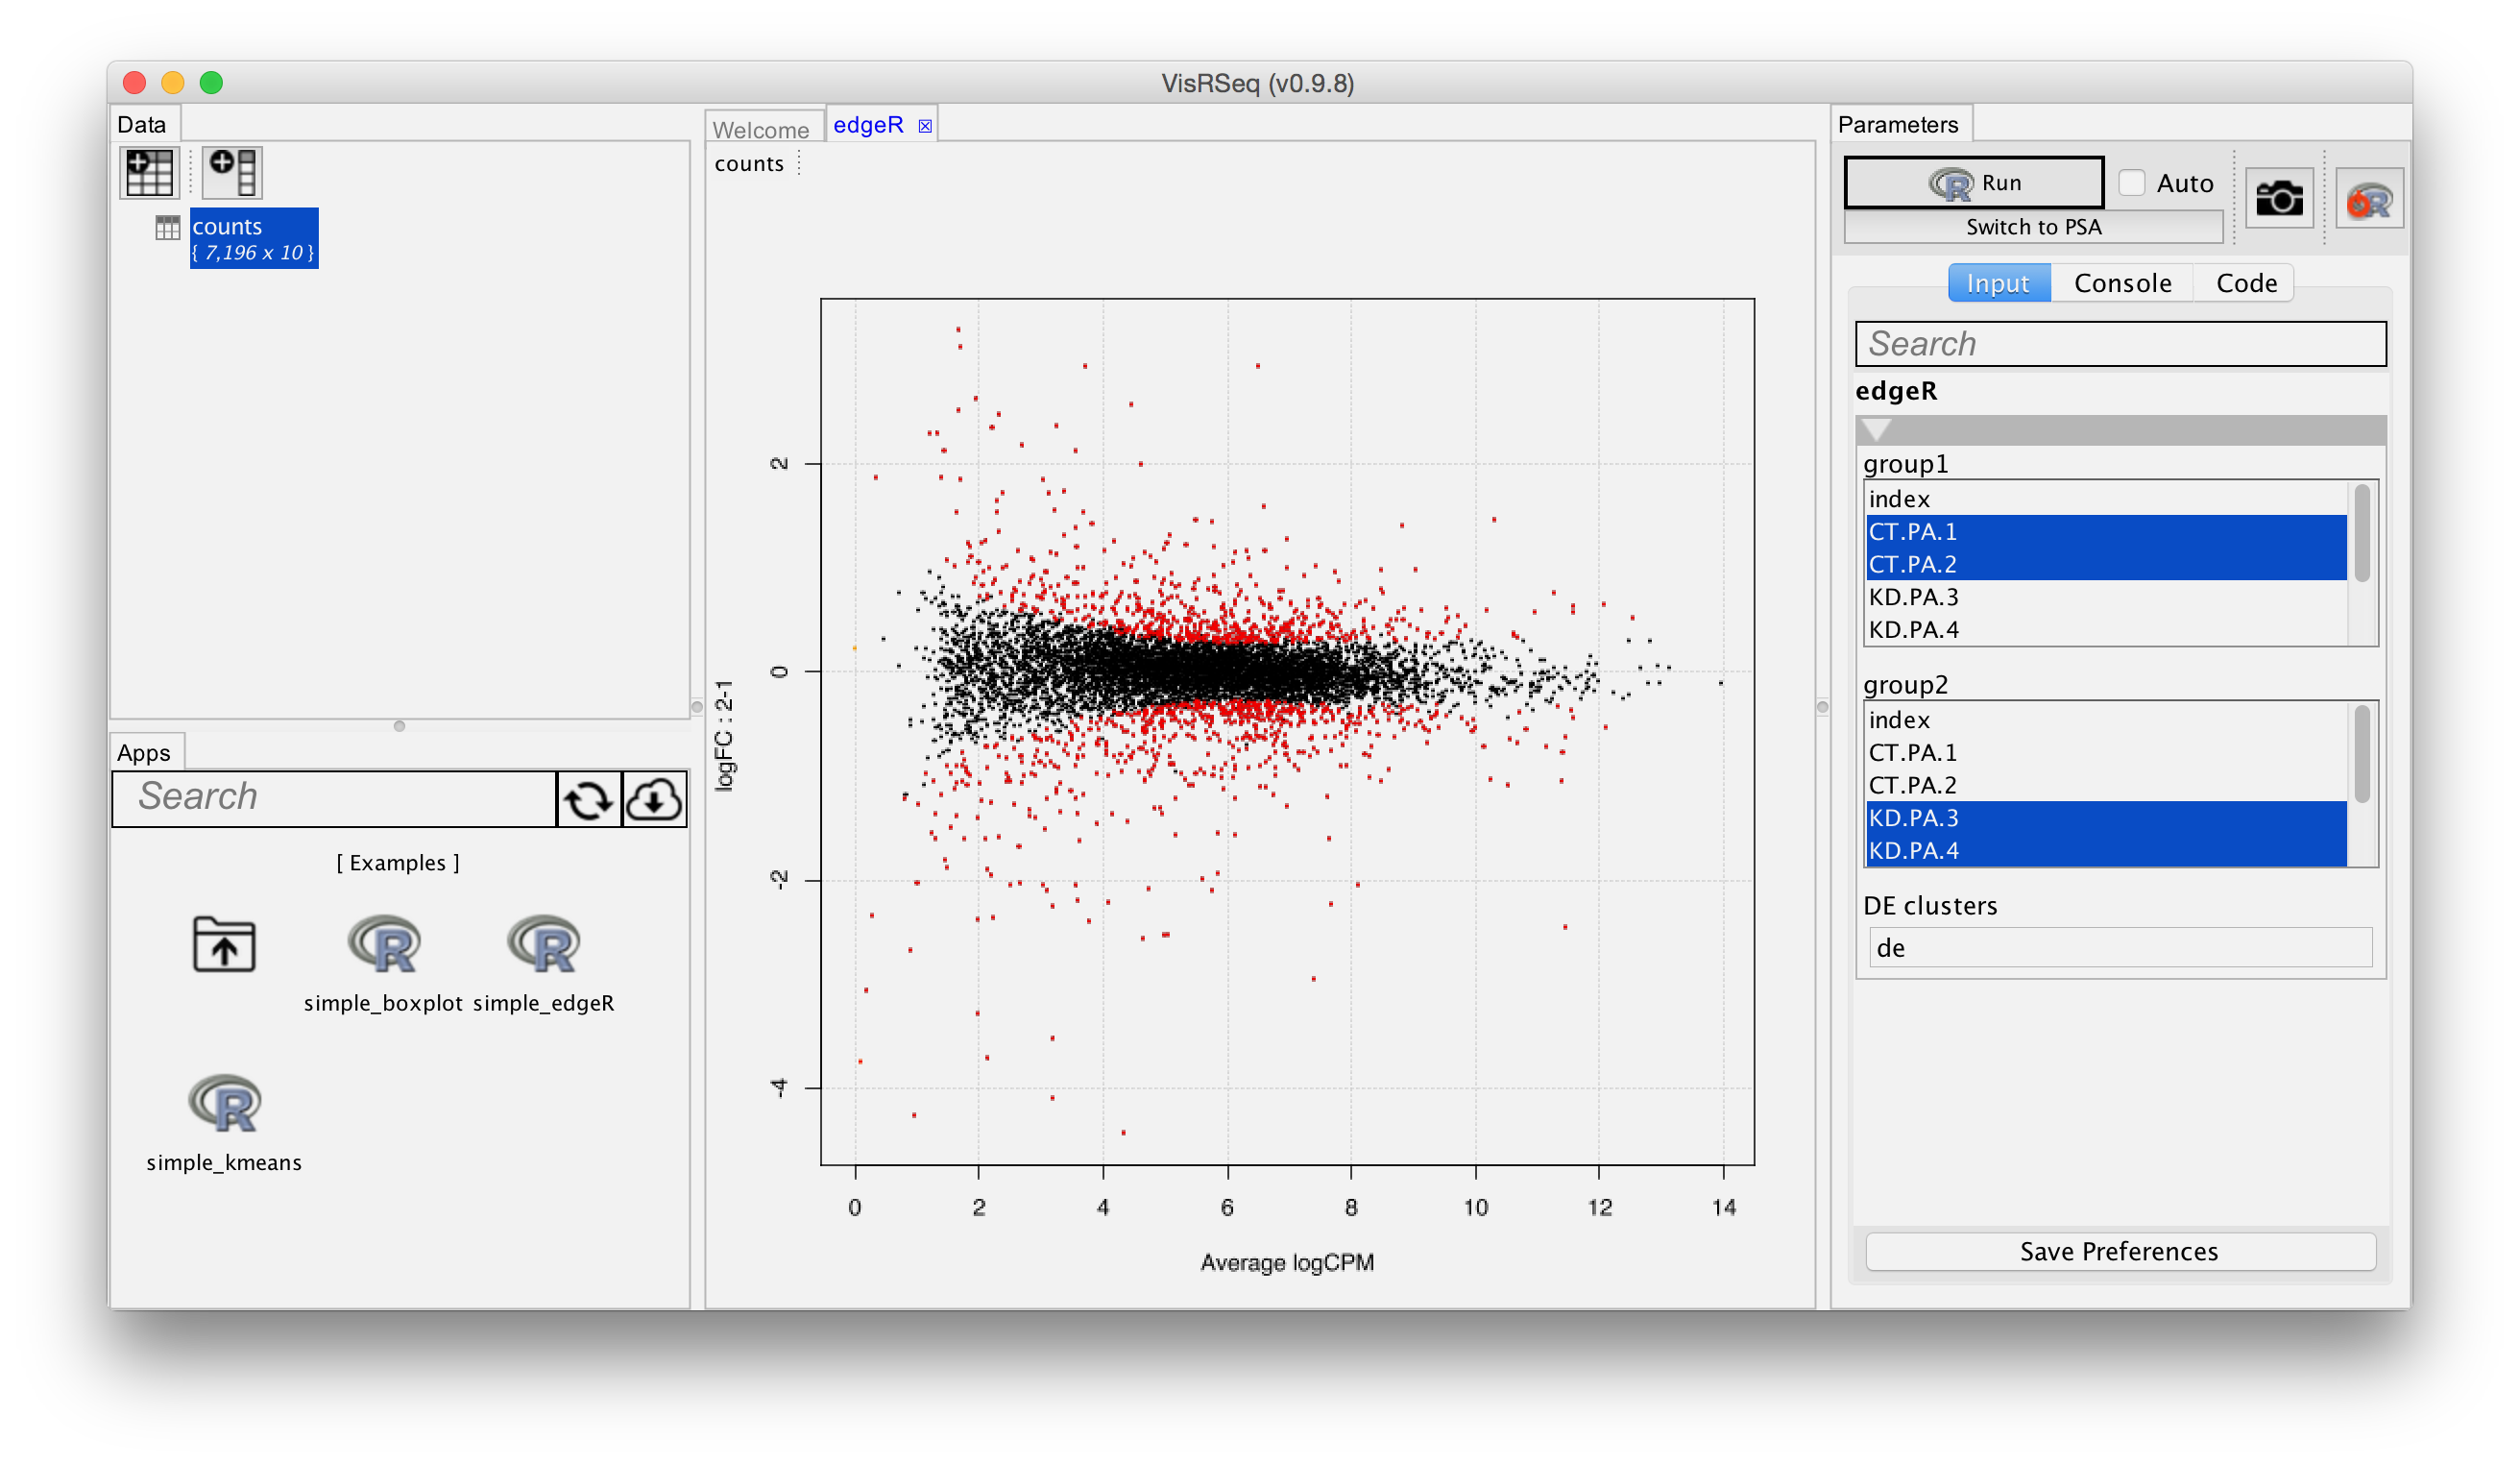 VisRSeq (v0.9.8)
Data
counts
{ 7,196 x 10 }
Apps
Search
[ Examples ]
simple_boxplot
simple_edgeR
simple_kmeans
Welcome
edgeR
counts
2
0
-2
-4
logFC : 2-1
0 2 4 6 8 10 12 14
Average logCPM
Parameters
Run
Auto
Switch to PSA
Input
Console
Code
Search
edgeR
group1
index
CT.PA.1
CT.PA.2
KD.PA.3
KD.PA.4
group2
index
CT.PA.1
CT.PA.2
KD.PA.3
KD.PA.4
DE clusters
de
Save Preferences